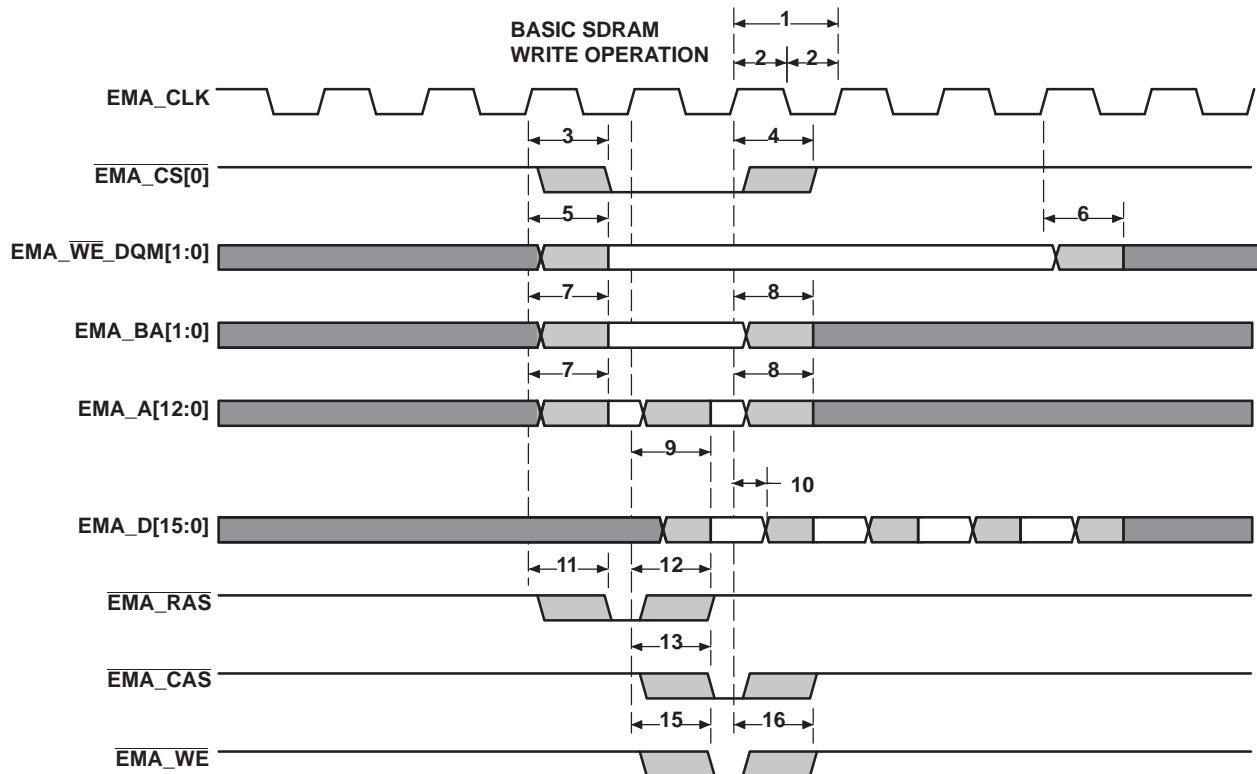 BASIC SDRAM
WRITE OPERATION
1
2 2
EMA_CLK
3 4
EMA_CS[0]
5 6
EMA_WE_DQM[1:0]
7 8
EMA_BA[1:0]
7 8
EMA_A[12:0]
9
10
EMA_D[15:0]
11 12
EMA_RAS
13
EMA_CAS
15 16
EMA_WE